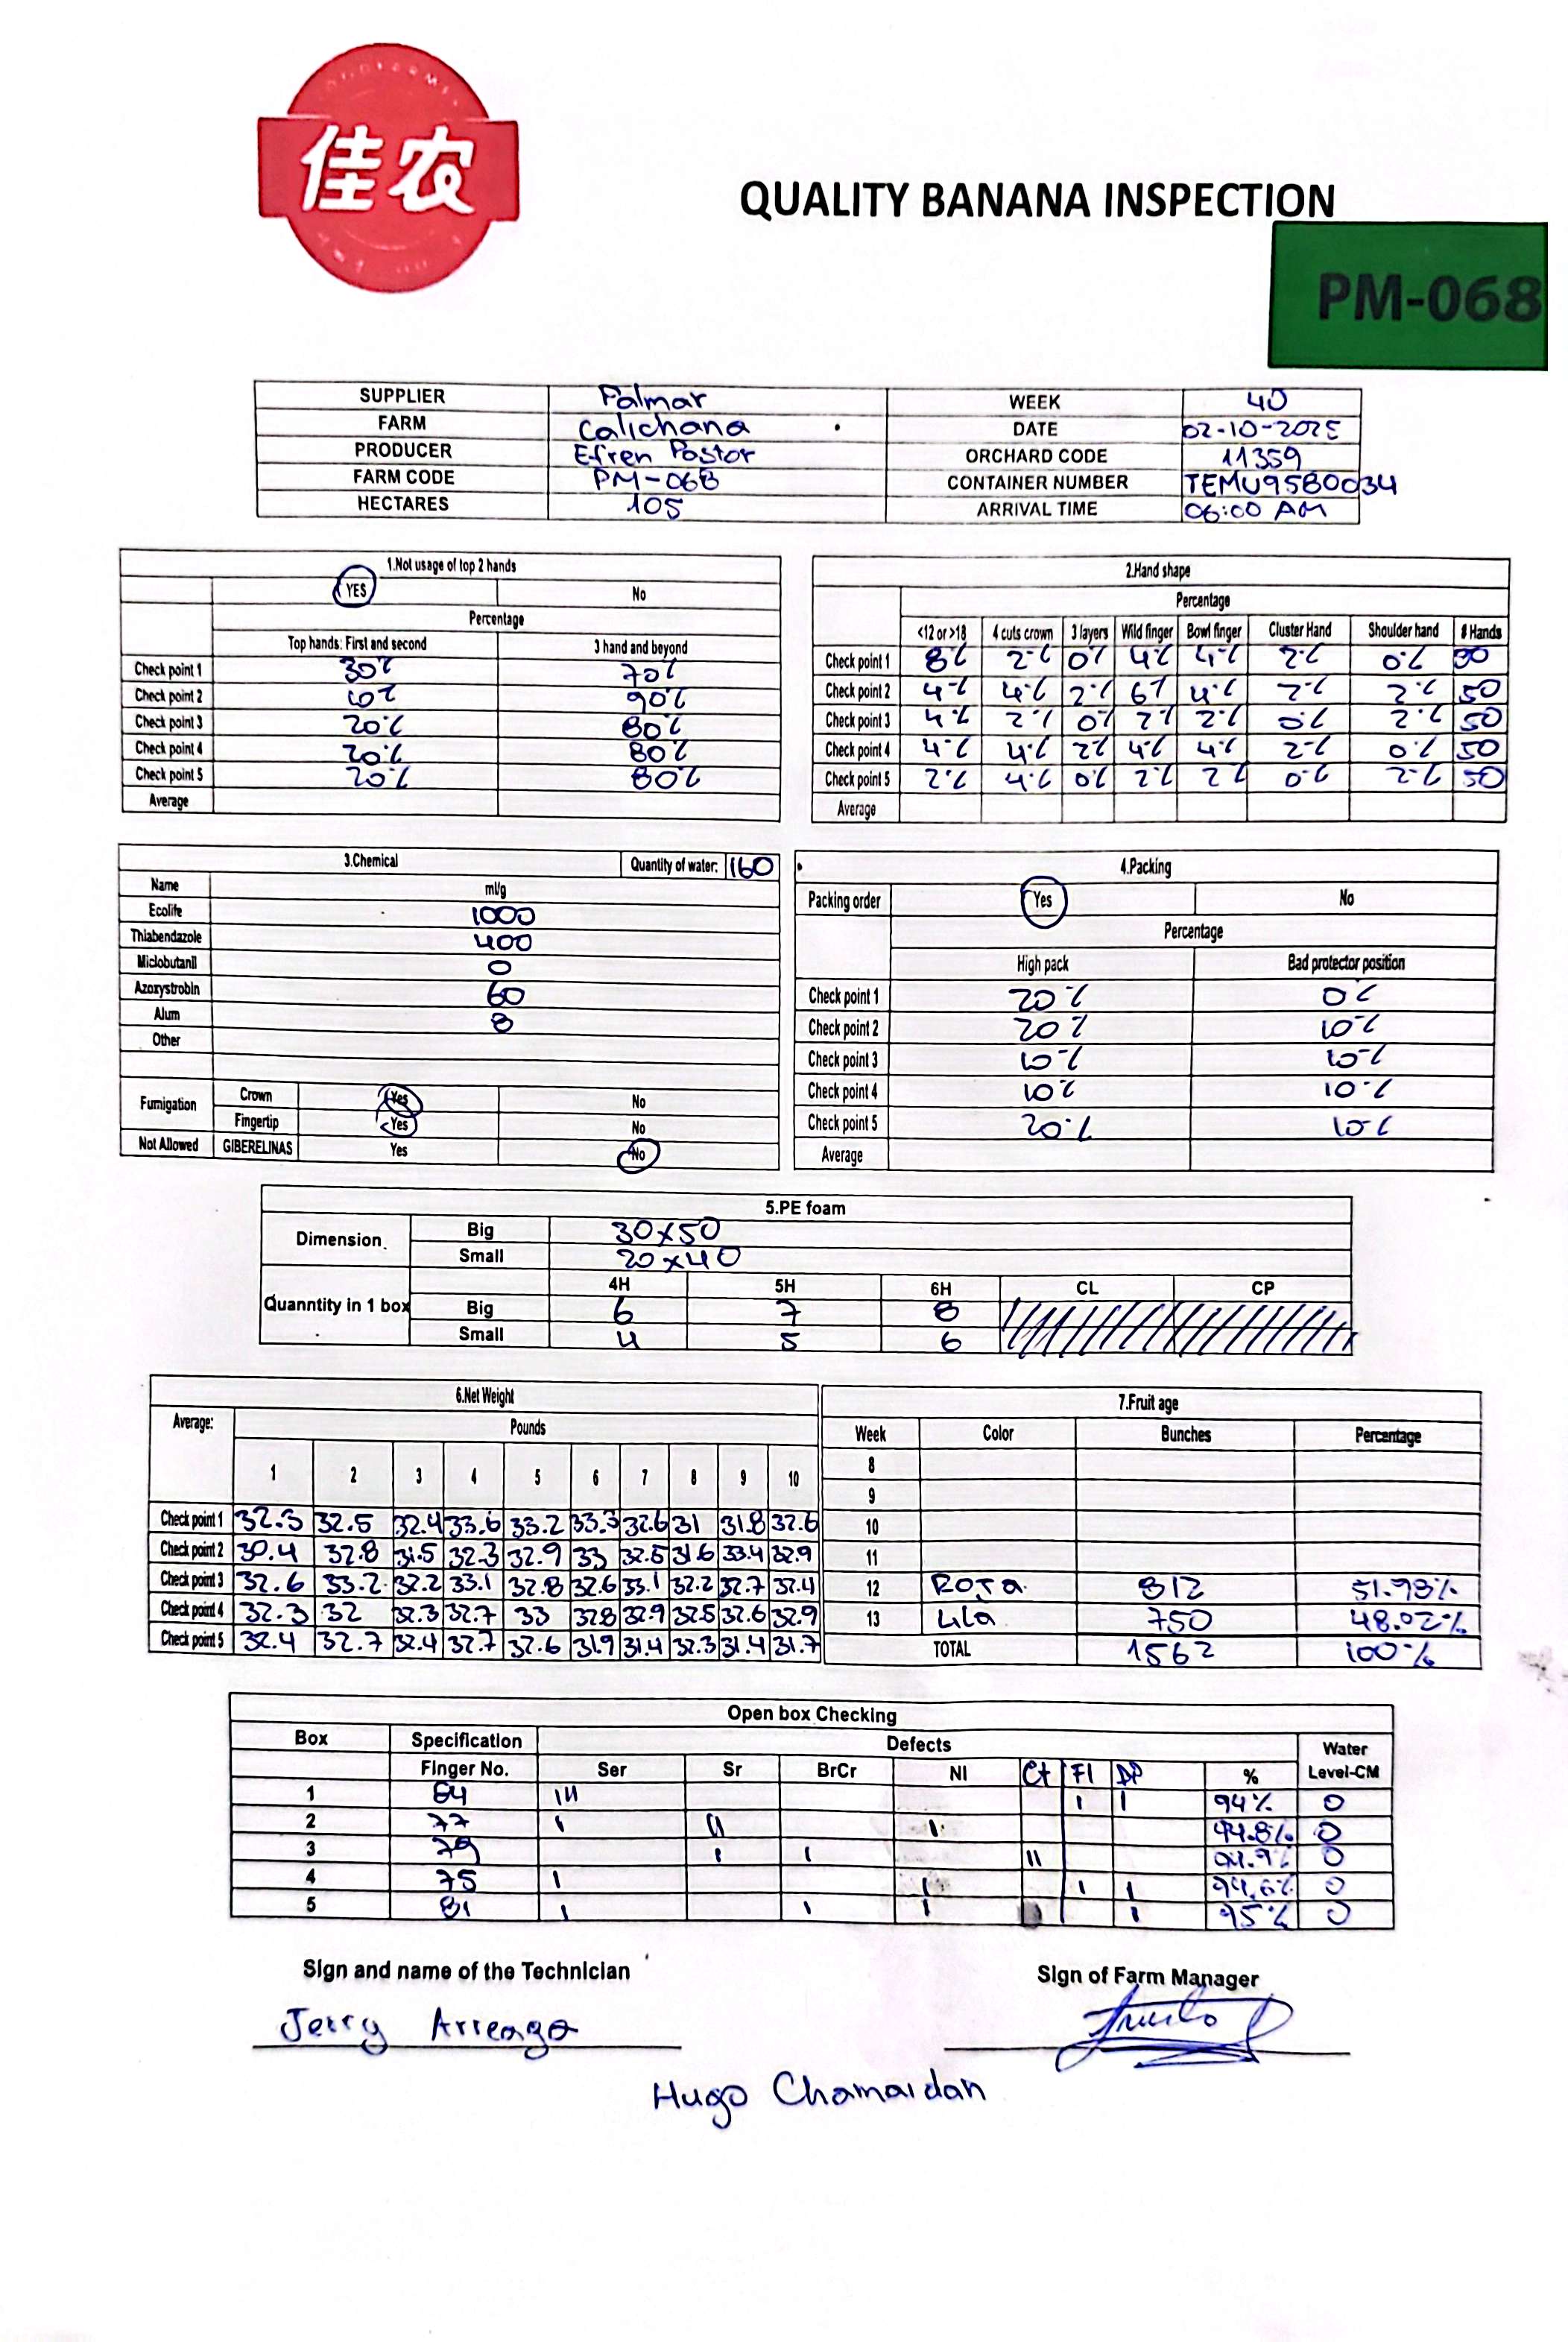 佳农
QUALITY BANANA INSPECTION
PM-068
SUPPLIER Palmar WEEK 40
FARM Calichana DATE 02-10-2025
PRODUCER Efren Pastor ORCHARD CODE 11359
FARM CODE PM-068 CONTAINER NUMBER TEMU9580034
HECTARES 105 ARRIVAL TIME 06:00 AM
1.Not usage of top 2 hands
YES No
Percentage
Top hands: First and second 3 hand and beyond
Check point 1 30% 70%
Check point 2 10% 90%
Check point 3 20% 80%
Check point 4 20% 80%
Check point 5 20% 80%
Average
2.Hand shape
Percentage
<12 or >18 4 cuts crown 3 layers Wild finger Bowl finger Cluster Hand Shoulder hand # Hands
Check point 1 8% 2% 0% 4% 4% 2% 0% 50
Check point 2 4% 4% 2% 6% 4% 2% 2% 50
Check point 3 4% 2% 0% 2% 2% 0% 2% 50
Check point 4 4% 4% 2% 4% 4% 2% 0% 50
Check point 5 2% 4% 0% 2% 2% 0% 2% 50
Average
3.Chemical Quantity of water: 160
Name ml/g
Ecolife 1000
Thiabendazole 400
Miclobutanil 0
Azoxystrobin 60
Alum 8
Other
Fumigation Crown Yes No
Fingertip Yes No
Not Allowed GIBERELINAS Yes No
4.Packing
Packing order Yes No
Percentage
High pack Bad protector position
Check point 1 20% 0%
Check point 2 20% 10%
Check point 3 10% 10%
Check point 4 10% 10%
Check point 5 20% 10%
Average
5.PE foam
Dimension Big 30x50
Small 20x40
4H 5H 6H CL CP
Quanntity in 1 box Big 6 7 8
Small 4 5 6
6.Net Weight
Average: Pounds
1 2 3 4 5 6 7 8 9 10
Check point 1 32.3 32.5 32.4 33.6 33.2 33.3 32.6 31 31.8 32.6
Check point 2 30.4 32.8 31.5 32.3 32.9 33 32.5 31.6 33.4 32.9
Check point 3 32.6 33.2 32.2 33.1 32.8 32.6 33.1 32.2 32.7 32.4
Check point 4 32.3 32 32.3 32.7 33 32.8 32.9 32.5 32.6 32.9
Check point 5 32.4 32.7 32.4 32.7 32.6 31.9 31.4 32.3 31.4 31.7
7.Fruit age
Week Color Bunches Percentage
8
9
10
11
12 Roja 812 51.98%
13 Lila 750 48.02%
TOTAL 1562 100%
Open box Checking
Box Specification Defects Water
Finger No. Ser Sr BrCr NI Ct FI DP % Level-CM
1 84 III I I 94% 0
2 77 I II I 94.8% 0
3 79 I I II 94.9% 0
4 75 I I I I 94.6% 0
5 81 I I I I 95% 0
Sign and name of the Technician Sign of Farm Manager
Jerry Arreaga
Hugo Chamaidan